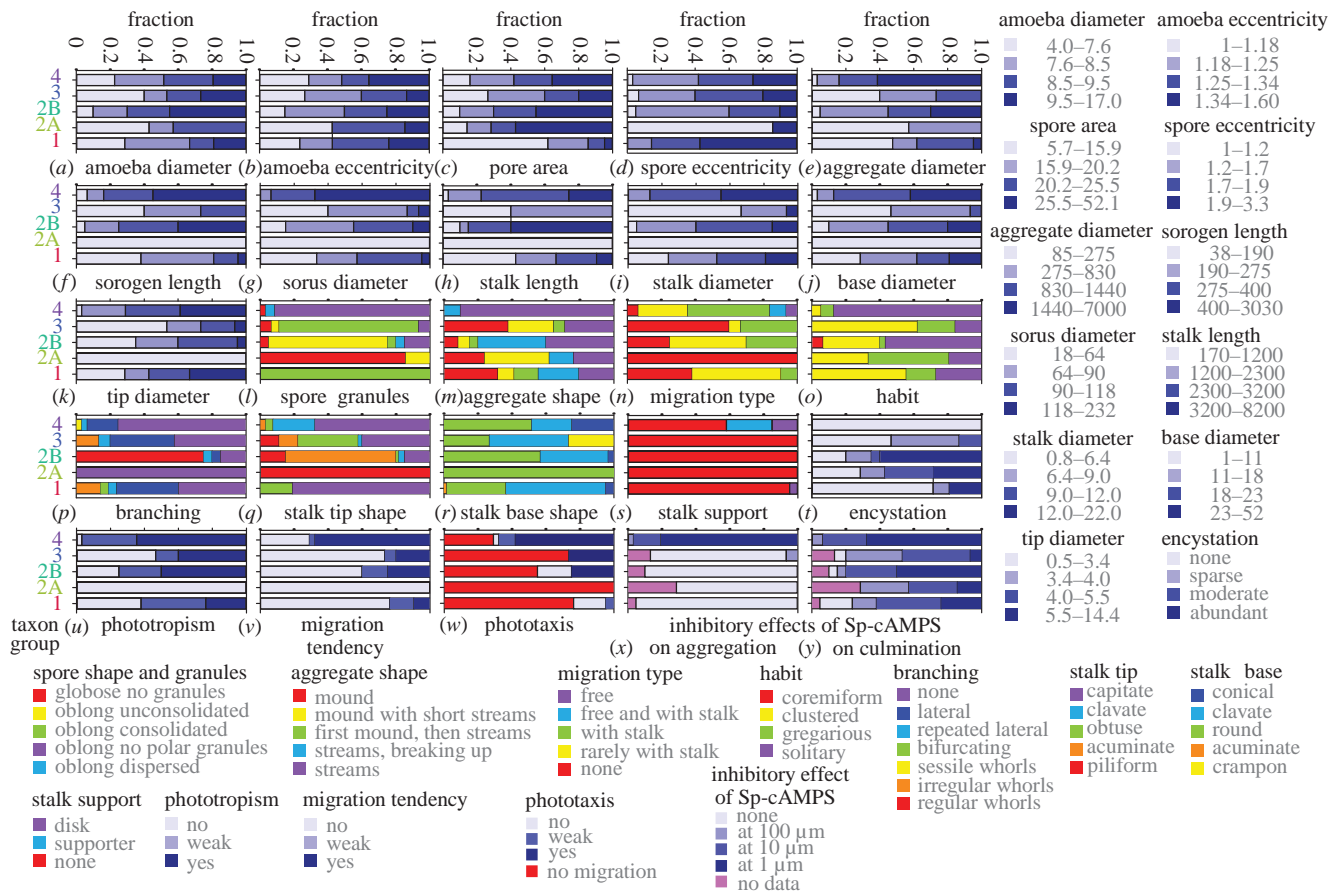 fraction fraction fraction fraction fraction
0 0.2 0.4 0.6 0.8 1.0 0.2 0.4 0.6 0.8 1.0 0.2 0.4 0.6 0.8 1.0 0.2 0.4 0.6 0.8 1.0 0.2 0.4 0.6 0.8 1.0
4
3
2B
2A
1
(a) amoeba diameter (b) amoeba eccentricity (c) pore area (d) spore eccentricity (e) aggregate diameter
4
3
2B
2A
1
(f) sorogen length (g) sorus diameter (h) stalk length (i) stalk diameter (j) base diameter
4
3
2B
2A
1
(k) tip diameter (l) spore granules (m) aggregate shape (n) migration type (o) habit
4
3
2B
2A
1
(p) branching (q) stalk tip shape (r) stalk base shape (s) stalk support (t) encystation
4
3
2B
2A
1
taxon group
(u) phototropism (v) migration tendency (w) phototaxis
inhibitory effects of Sp-cAMPS
(x) on aggregation (y) on culmination
amoeba diameter
4.0–7.6
7.6–8.5
8.5–9.5
9.5–17.0
amoeba eccentricity
1–1.18
1.18–1.25
1.25–1.34
1.34–1.60
spore area
5.7–15.9
15.9–20.2
20.2–25.5
25.5–52.1
spore eccentricity
1–1.2
1.2–1.7
1.7–1.9
1.9–3.3
aggregate diameter
85–275
275–830
830–1440
1440–7000
sorogen length
38–190
190–275
275–400
400–3030
sorus diameter
18–64
64–90
90–118
118–232
stalk length
170–1200
1200–2300
2300–3200
3200–8200
stalk diameter
0.8–6.4
6.4–9.0
9.0–12.0
12.0–22.0
base diameter
1–11
11–18
18–23
23–52
tip diameter
0.5–3.4
3.4–4.0
4.0–5.5
5.5–14.4
encystation
none
sparse
moderate
abundant
spore shape and granules
globose no granules
oblong unconsolidated
oblong consolidated
oblong no polar granules
oblong dispersed
aggregate shape
mound
mound with short streams
first mound, then streams
streams, breaking up
streams
migration type
free
free and with stalk
with stalk
rarely with stalk
none
habit
coremiform
clustered
gregarious
solitary
branching
none
lateral
repeated lateral
bifurcating
sessile whorls
irregular whorls
regular whorls
stalk tip
capitate
clavate
obtuse
acuminate
piliform
stalk base
conical
clavate
round
acuminate
crampon
stalk support
disk
supporter
none
phototropism
no
weak
yes
migration tendency
no
weak
yes
phototaxis
no
weak
yes
no migration
inhibitory effect
of Sp-cAMPS
none
at 100 µm
at 10 µm
at 1 µm
no data